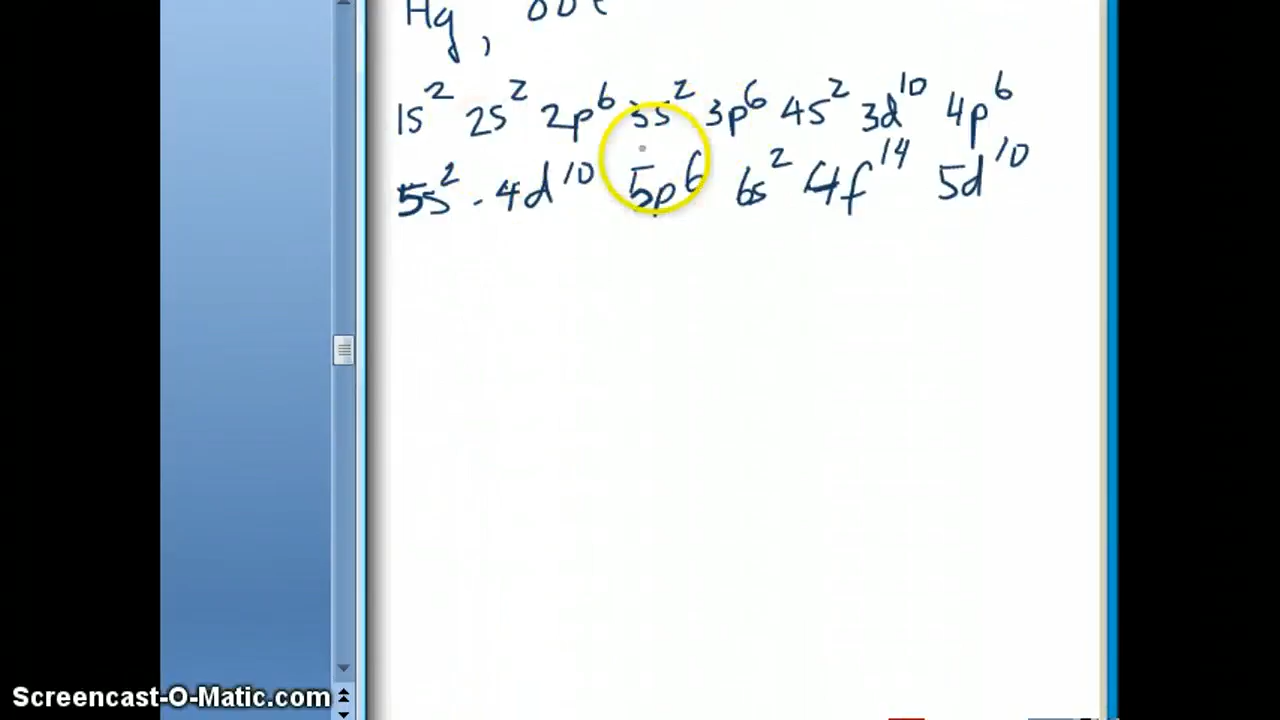 Hg,
1s² 2s² 2p⁶ 3s² 3p⁶ 4s² 3d¹⁰ 4p⁶
5s² . 4d¹⁰ 5p⁶ 6s² 4f¹⁴ 5d¹⁰
Screencast-O-Matic.com